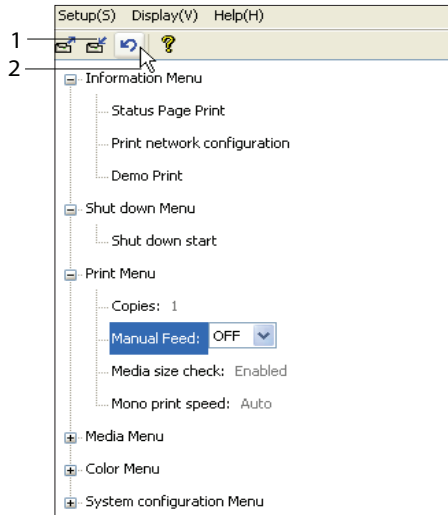 Setup(S) Display(V) Help(H)
1
2
Information Menu
Status Page Print
Print network configuration
Demo Print
Shut down Menu
Shut down start
Print Menu
Copies: 1
Manual Feed: OFF
Media size check: Enabled
Mono print speed: Auto
Media Menu
Color Menu
System configuration Menu